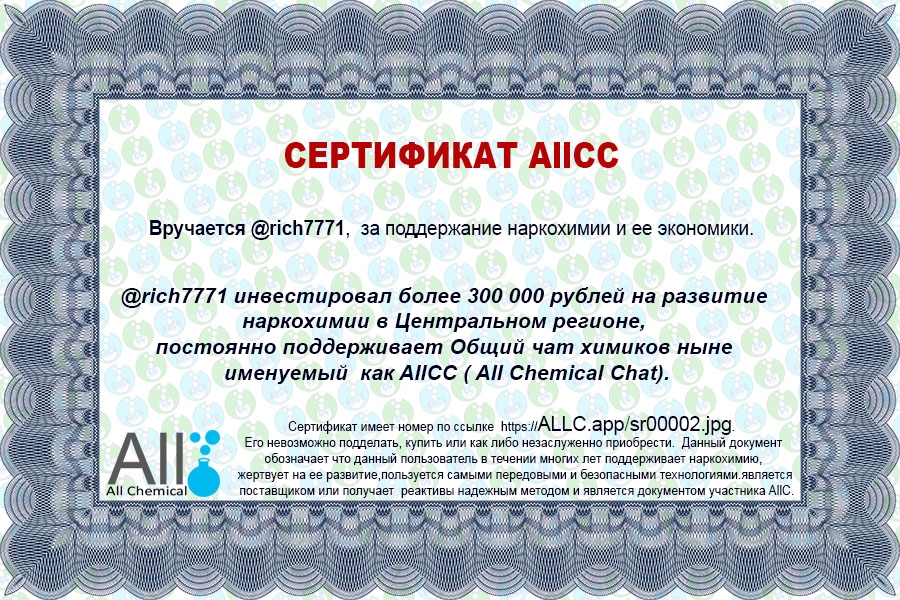 СЕРТИФИКАТ AllCC
Вручается @rich7771, за поддержание наркохимии и ее экономики.
@rich7771 инвестировал более 300 000 рублей на развитие
наркохимии в Центральном регионе,
постоянно поддерживает Общий чат химиков ныне
именуемый как AllCC ( All Chemical Chat).
Сертификат имеет номер по ссылке https://ALLC.app/sr00002.jpg.
Его невозможно подделать, купить или как либо незаслуженно приобрести. Данный документ
обозначает что данный пользователь в течении многих лет поддерживает наркохимию,
жертвует на ее развитие,пользуется самыми передовыми и безопасными технологиями.является
поставщиком или получает реактивы надежным методом и является документом участника AllC.
All
All Chemical